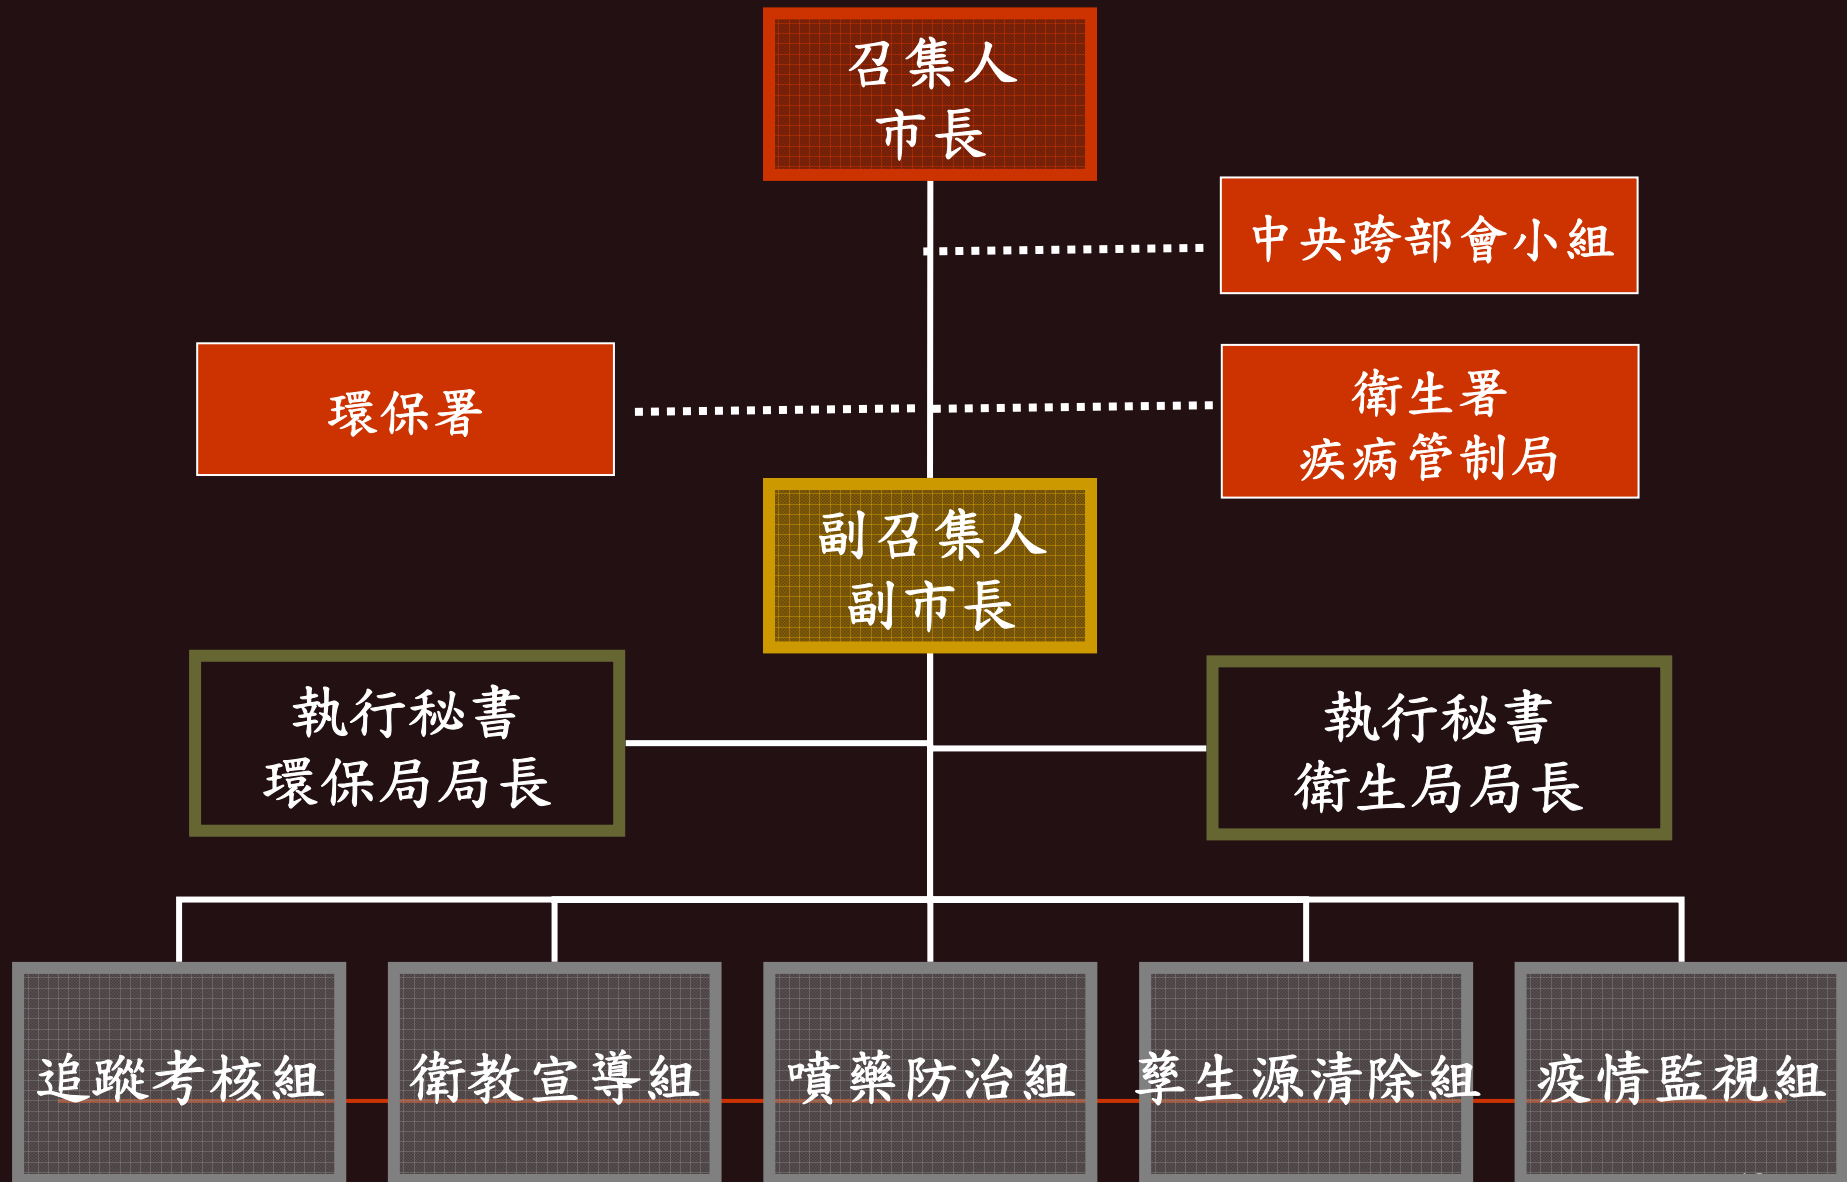 召集人
市長
中央跨部會小組
環保署
衛生署
疾病管制局
副召集人
副市長
執行秘書
環保局局長
執行秘書
衛生局局長
追蹤考核組
衛教宣導組
噴藥防治組
孳生源清除組
疫情監視組